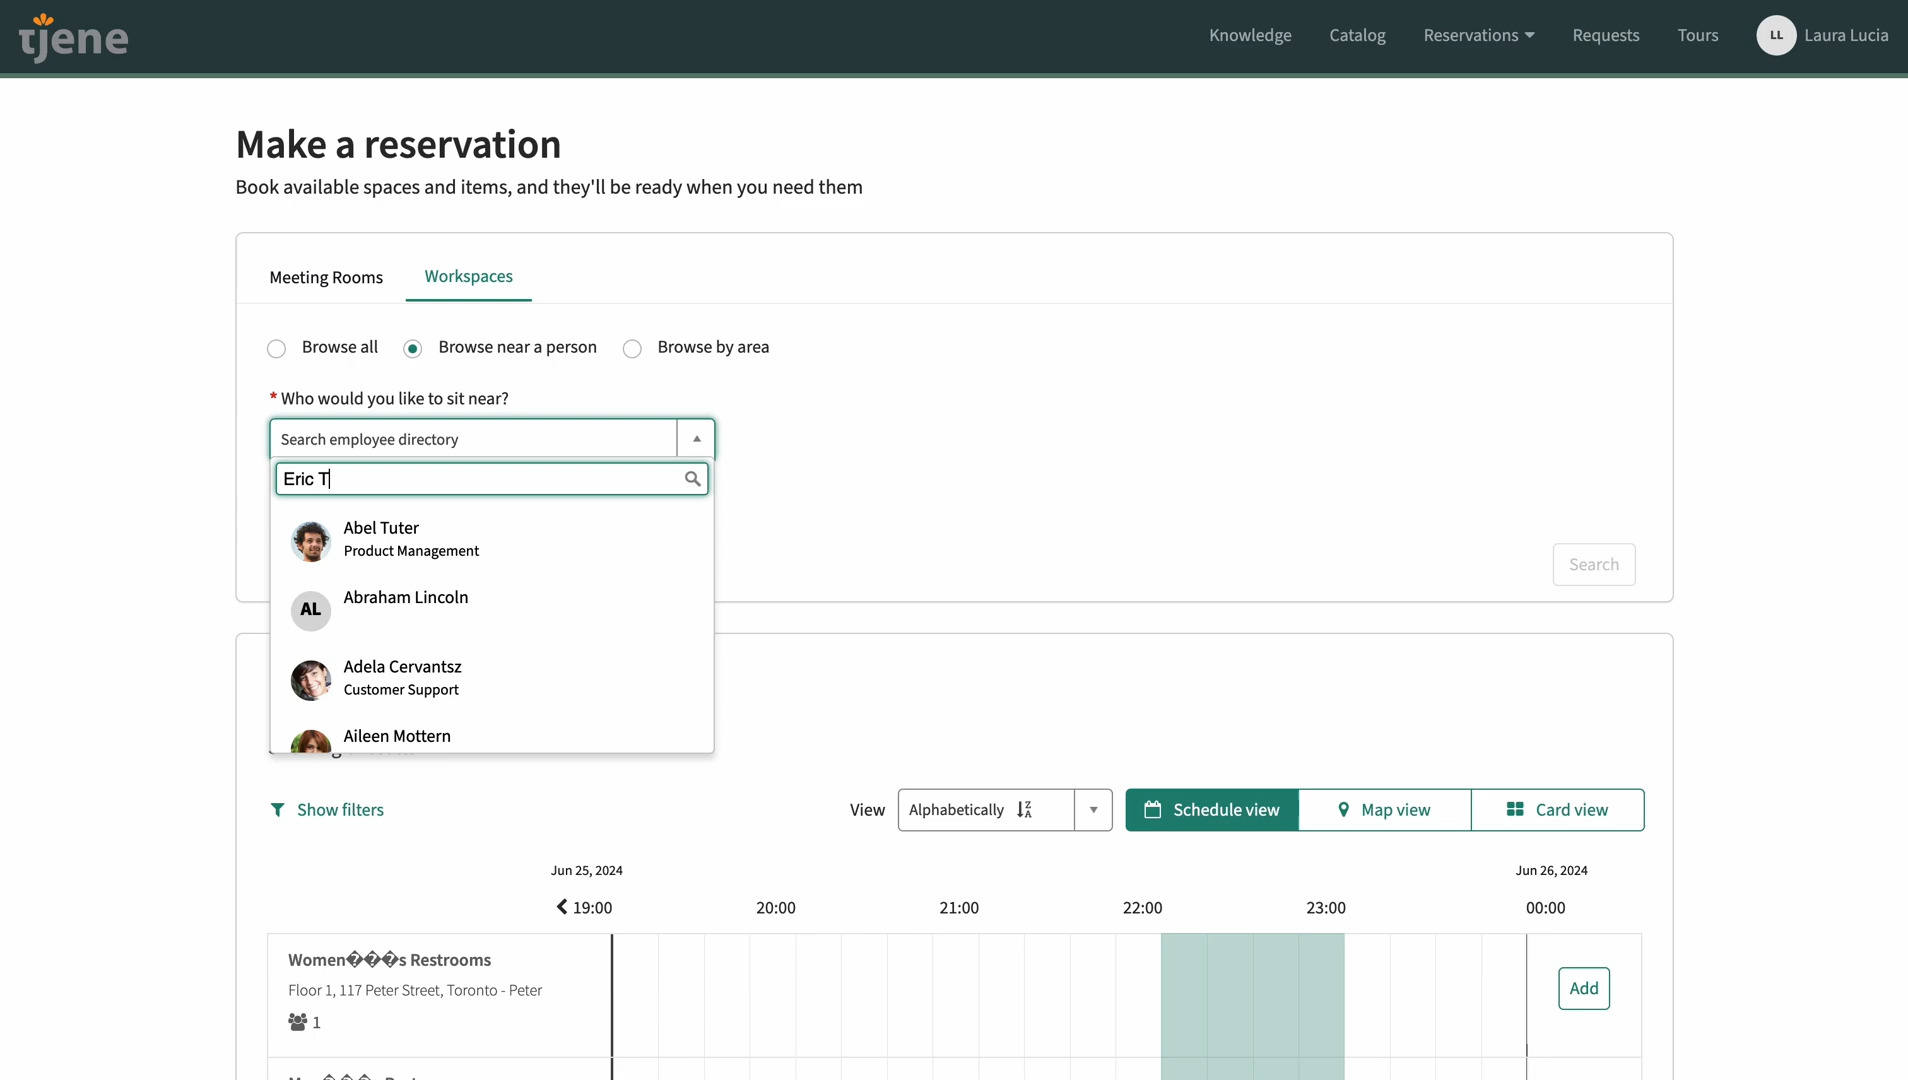 tjene
Knowledge
Catalog
Reservations
Requests
Tours
LL
Laura Lucia
Make a reservation
Book available spaces and items, and they'll be ready when you need them
Meeting Rooms
Workspaces
Browse all
Browse near a person
Browse by area
* Who would you like to sit near?
Search employee directory
Eric T
Abel Tuter
Product Management
AL
Abraham Lincoln
Adela Cervantsz
Customer Support
Aileen Mottern
Search
Show filters
View
Alphabetically
Schedule view
Map view
Card view
Jun 25, 2024
Jun 26, 2024
19:00
20:00
21:00
22:00
23:00
00:00
Women���s Restrooms
Floor 1, 117 Peter Street, Toronto - Peter
1
Add